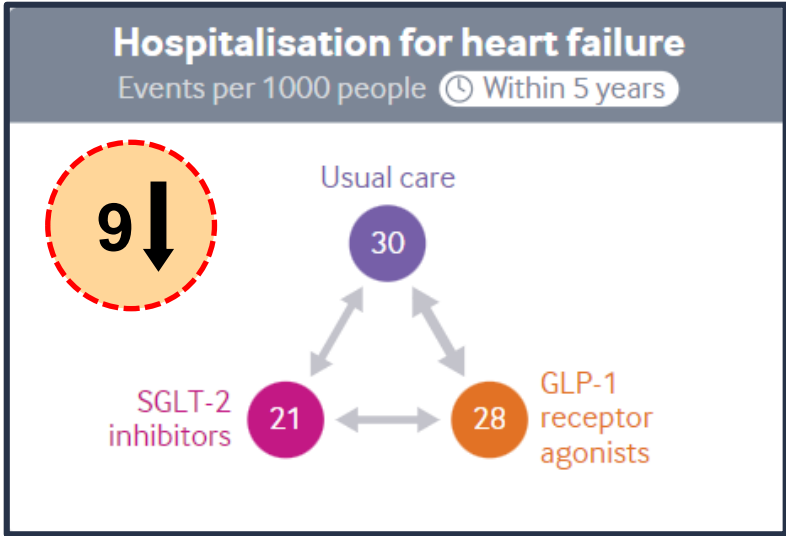 Hospitalisation for heart failure
Events per 1000 people Within 5 years
9
Usual care
30
SGLT-2
inhibitors
21
28
GLP-1
receptor
agonists